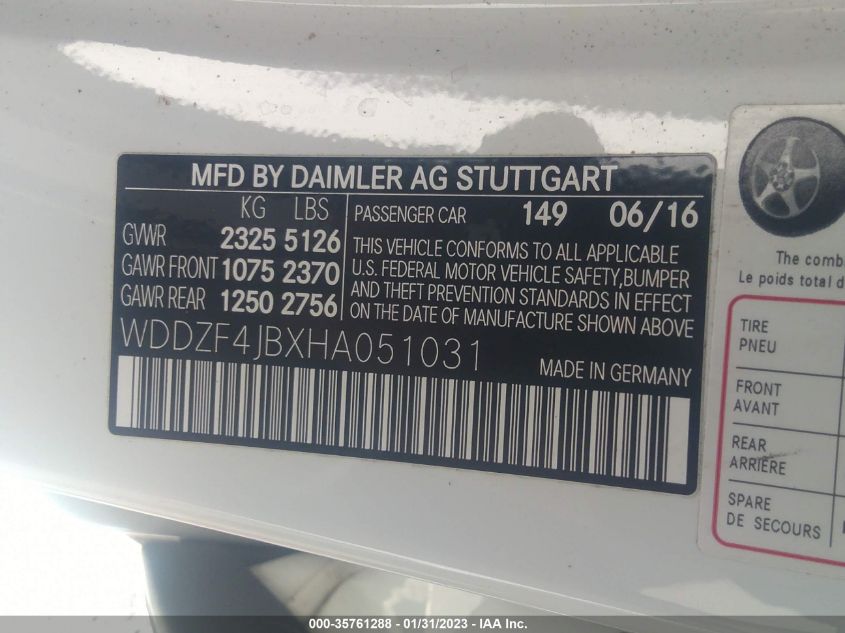 MFD BY DAIMLER AG STUTTGART
KG LBS
GVWR 2325 5126
GAWR FRONT 1075 2370
GAWR REAR 1250 2756
PASSENGER CAR 149 06/16
THIS VEHICLE CONFORMS TO ALL APPLICABLE
U.S. FEDERAL MOTOR VEHICLE SAFETY,BUMPER
AND THEFT PREVENTION STANDARDS IN EFFECT
ON THE DATE OF MANUFACTURE SHOWN ABOVE
WDDZF4JBXHA051031
MADE IN GERMANY
The comb
Le poids total d
TIRE
PNEU
FRONT
AVANT
REAR
ARRIÈRE
SPARE
DE SECOURS
000-35761288 - 01/31/2023 - IAA Inc.